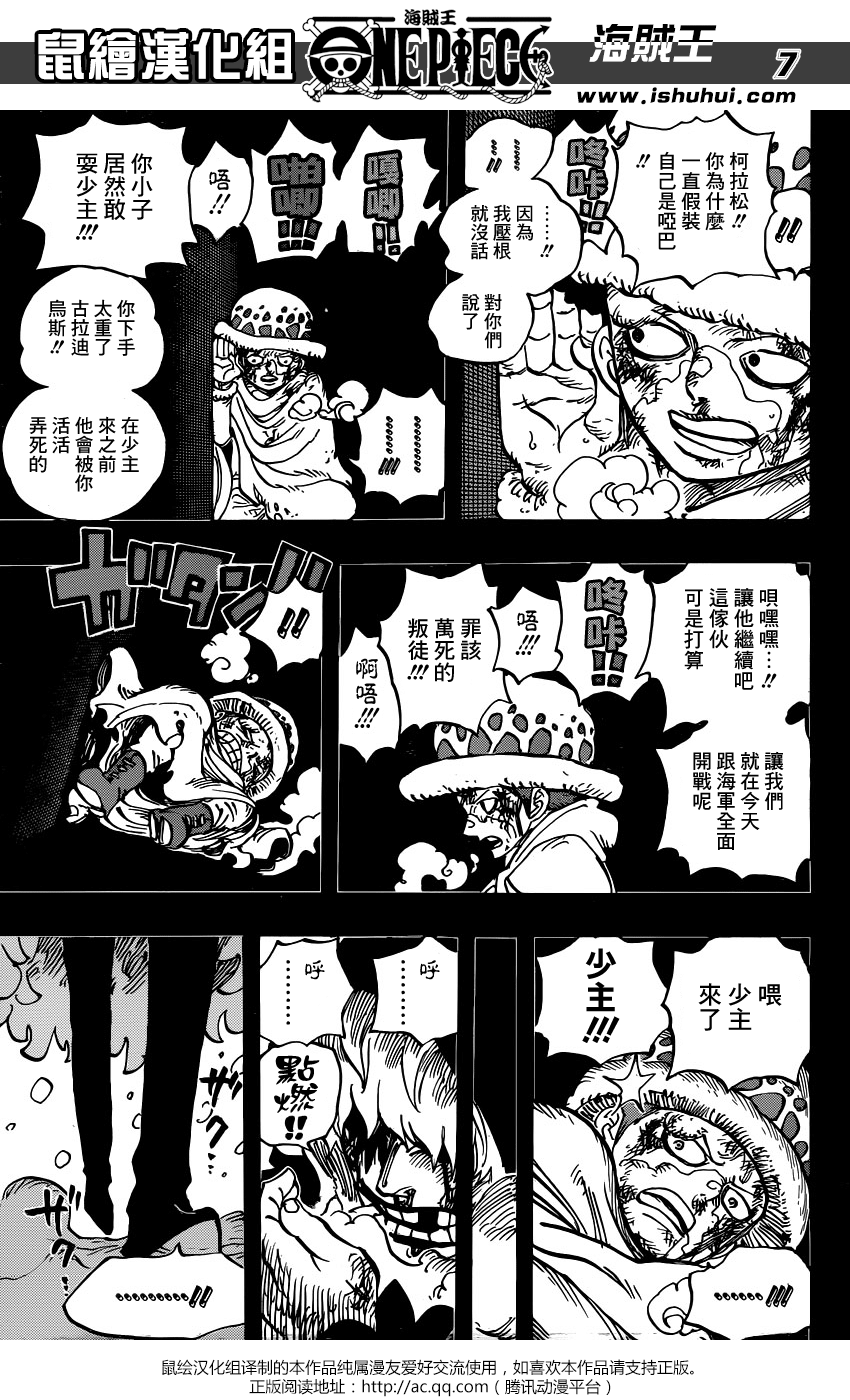 鼠繪漢化組
海賊王
ONE PIECE
海賊王
7
www.ishuhui.com
!!
柯拉松!!
你為什麼
一直假裝
自己是啞巴
!!
咚咔!!
………!!
……!!
因為
我壓根
就沒話
對你們
說了
嘎唧!!
啪唧!!!
唔!!
你小子
居然敢
耍少主!!!
你下手
太重了
古拉迪
烏斯!!
在少主
來之前
他會被你
活活
弄死的
………!!!
唄嘿嘿…!!
讓他繼續吧
這傢伙
可是打算
讓我們
就在今天
跟海軍全面
開戰呢
咚咔!!
唔!!!
罪該
萬死的
叛徒!!!
啊唔!!!
!!
ガタン
喂
少主
來了
少主!!!
…………!!!
呼
……
呼
……
點燃!!
ザク
ザク
…………!!
鼠绘汉化组译制的本作品纯属漫友爱好交流使用，如喜欢本作品请支持正版。
正版阅读地址：http://ac.qq.com（腾讯动漫平台）